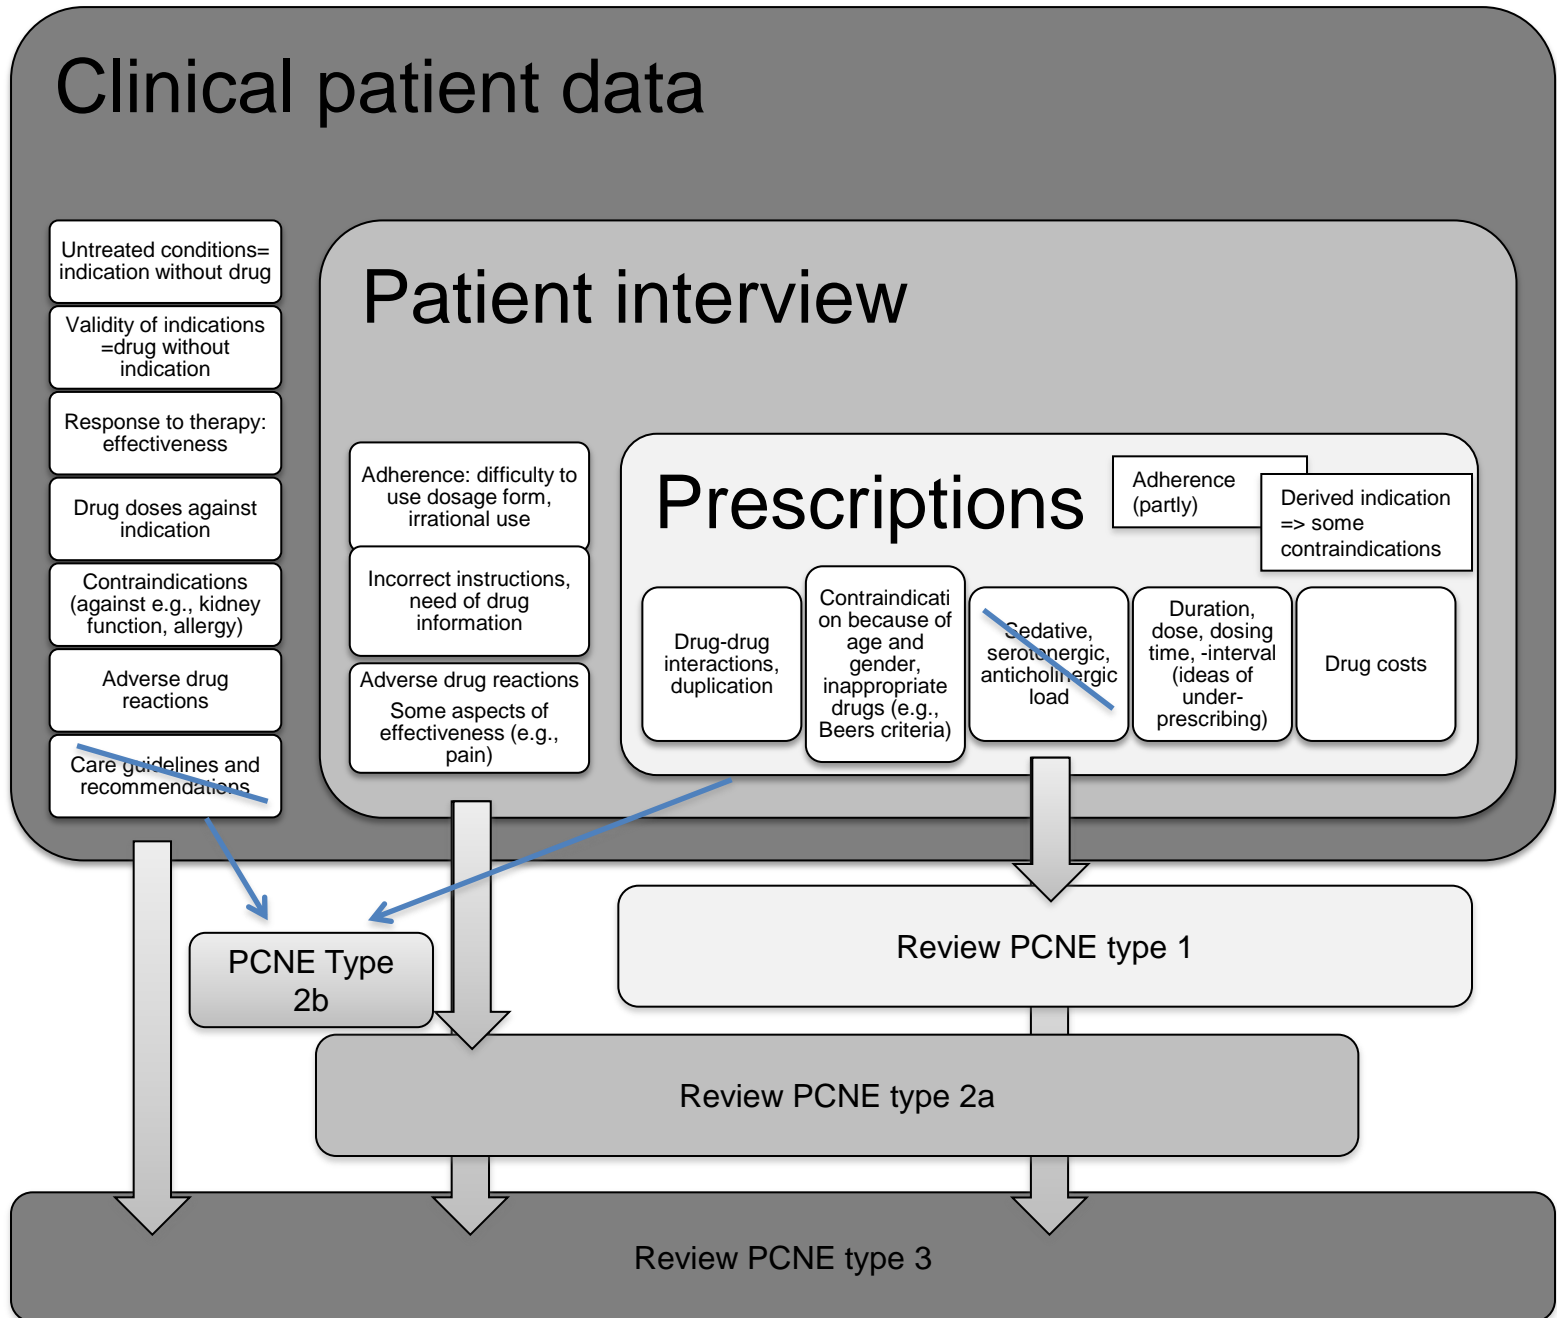 Clinical patient data
Untreated conditions=
indication without drug
Validity of indications
=drug without
indication
Response to therapy:
effectiveness
Drug doses against
indication
Contraindications
(against e.g., kidney
function, allergy)
Adverse drug
reactions
Care guidelines and
recommendations
Patient interview
Adherence: difficulty to
use dosage form,
irrational use
Incorrect instructions,
need of drug
information
Adverse drug reactions
Some aspects of
effectiveness (e.g.,
pain)
Prescriptions
Adherence
(partly)
Derived indication
=> some
contraindications
Drug-drug
interactions,
duplication
Contraindicati
on because of
age and
gender,
inappropriate
drugs (e.g.,
Beers criteria)
Sedative,
serotonergic,
anticholinergic
load
Duration,
dose, dosing
time, -interval
(ideas of
under-
prescribing)
Drug costs
Review PCNE type 1
PCNE Type
2b
Review PCNE type 2a
Review PCNE type 3